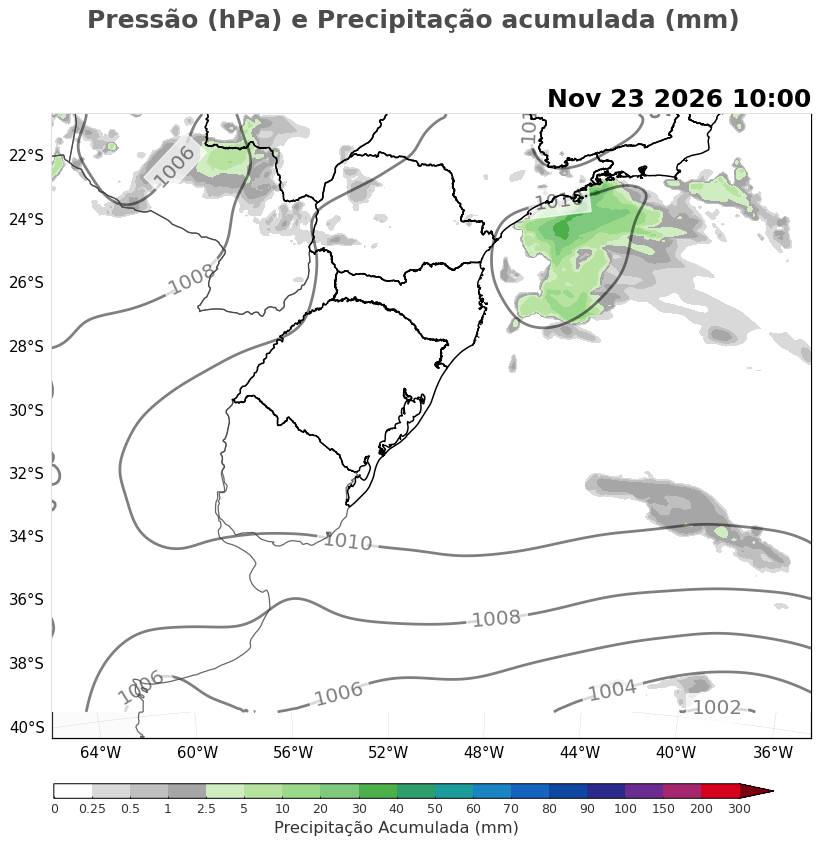 Pressão (hPa) e Precipitação acumulada (mm)
Nov 23 2026 10:00
22°S
24°S
26°S
28°S
30°S
32°S
34°S
36°S
38°S
40°S
1006
1008
1010
1010
1008
1006
1006
1004
1002
64°W 60°W 56°W 52°W 48°W 44°W 40°W 36°W
0 0.25 0.5 1 2.5 5 10 20 30 40 50 60 70 80 90 100 150 200 300
Precipitação Acumulada (mm)